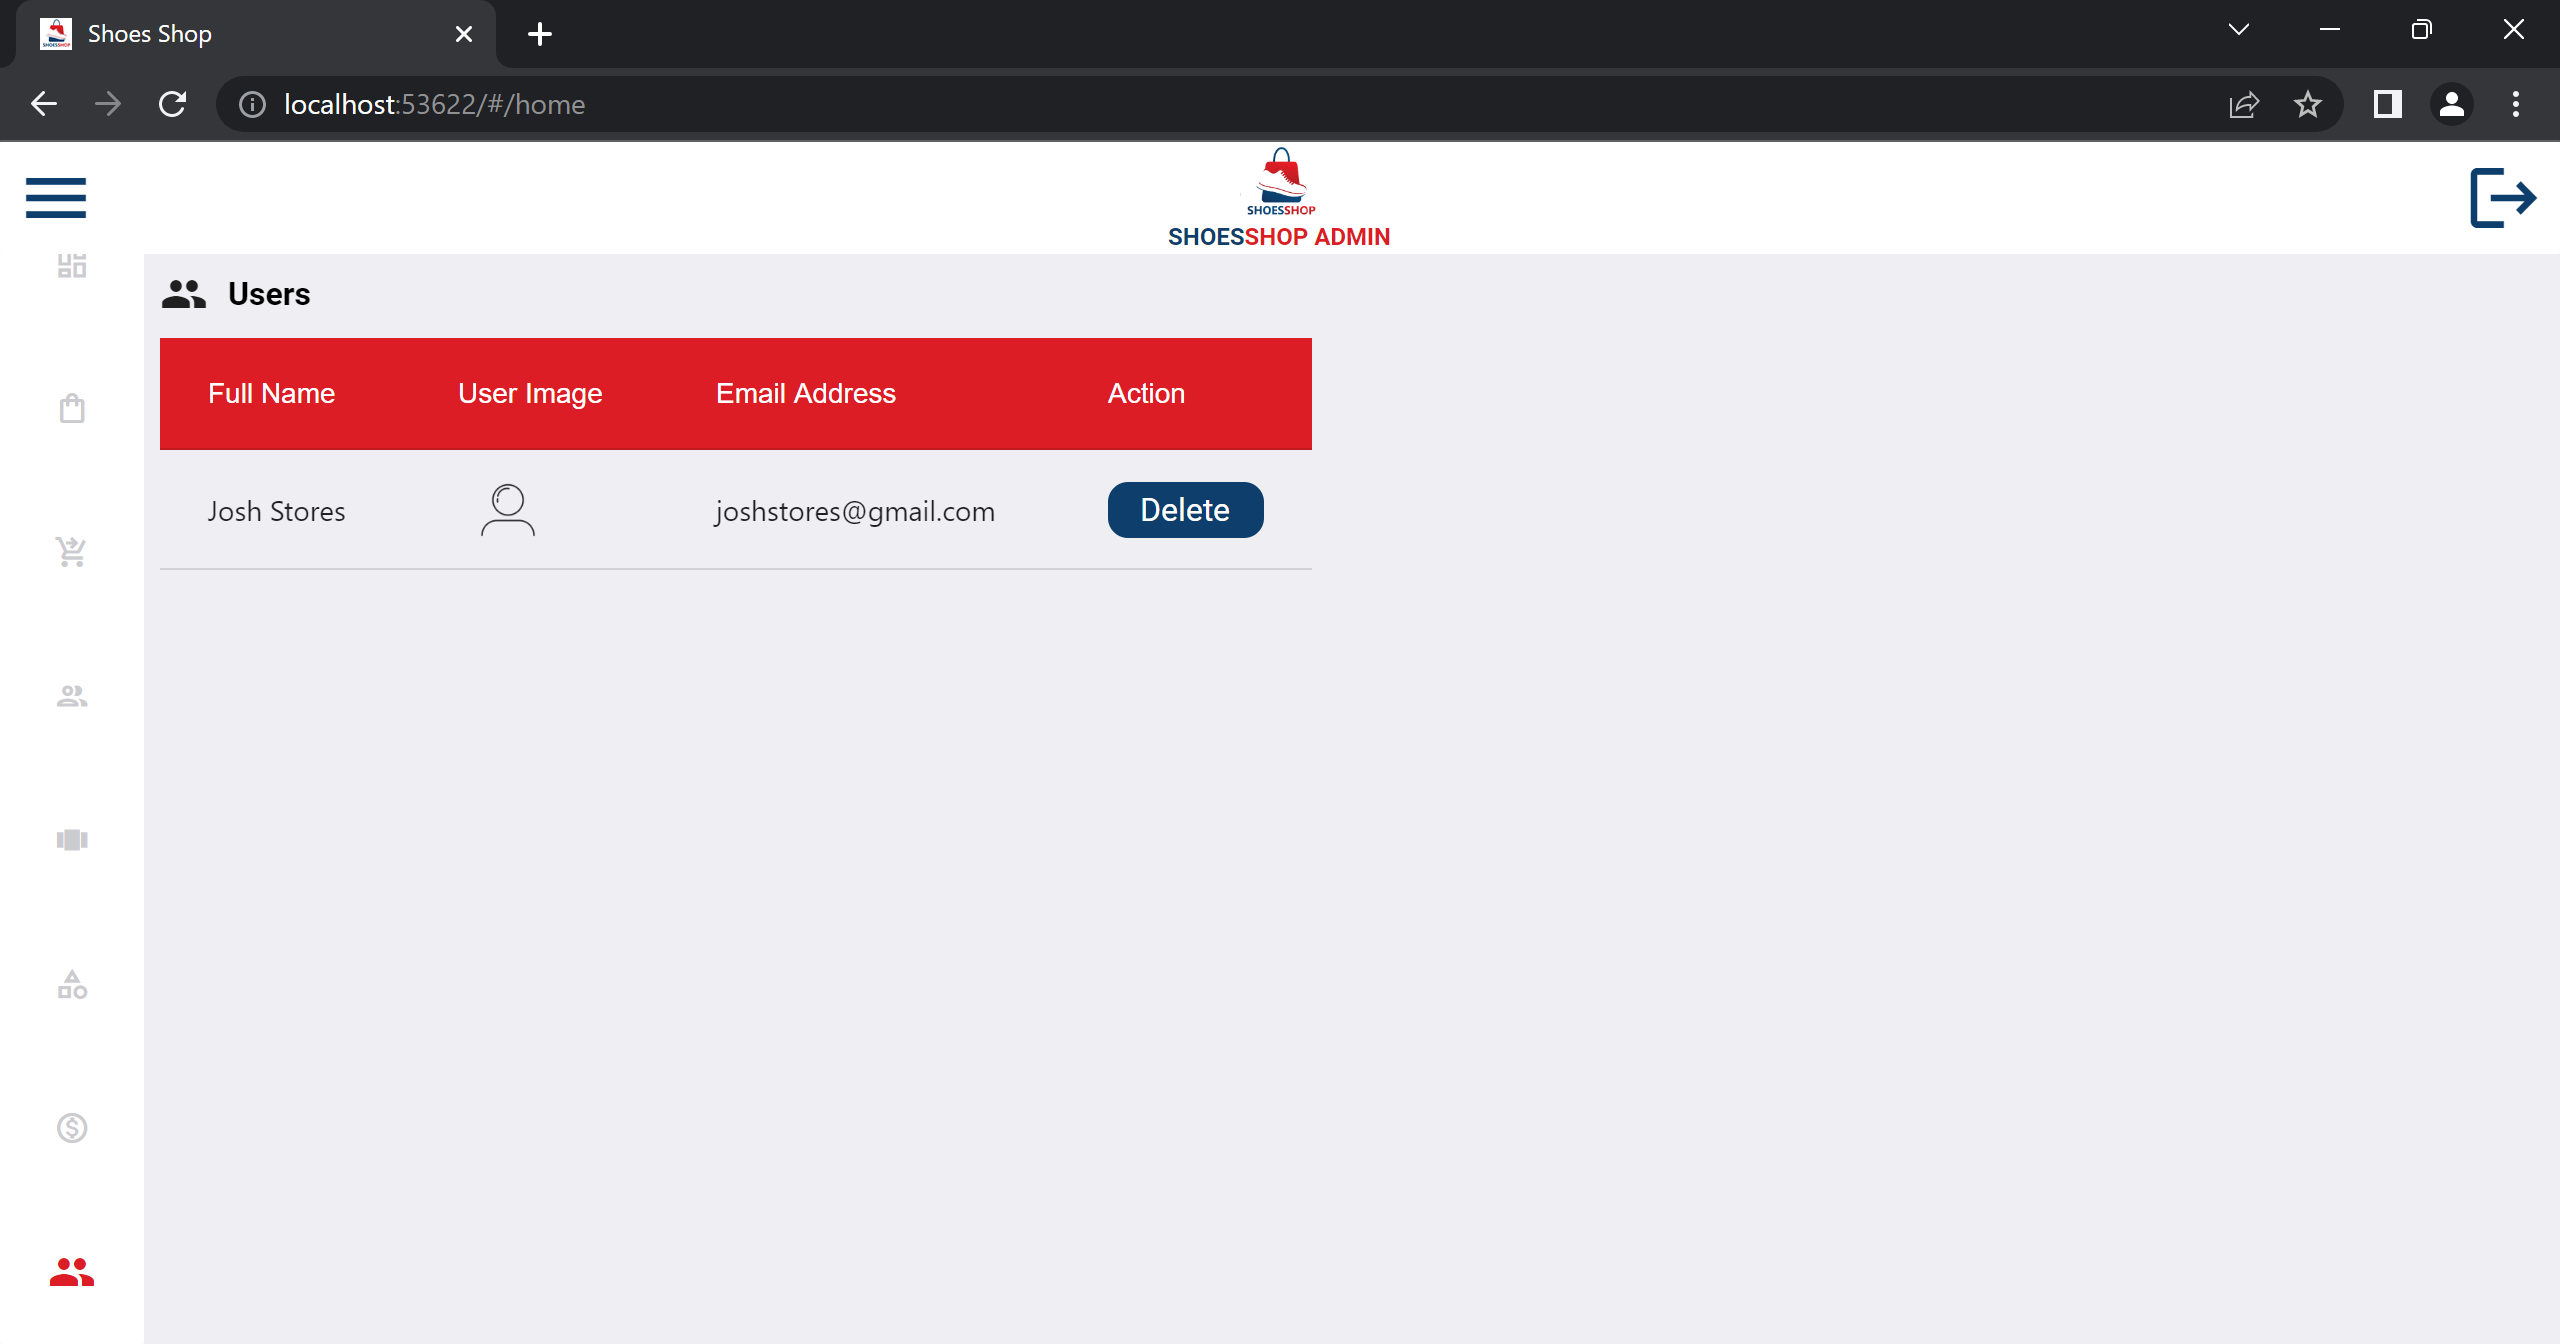 Shoes Shop
localhost:53622/#/home
SHOESSHOP
SHOESSHOP ADMIN
Users
Full Name User Image Email Address Action
Josh Stores joshstores@gmail.com Delete